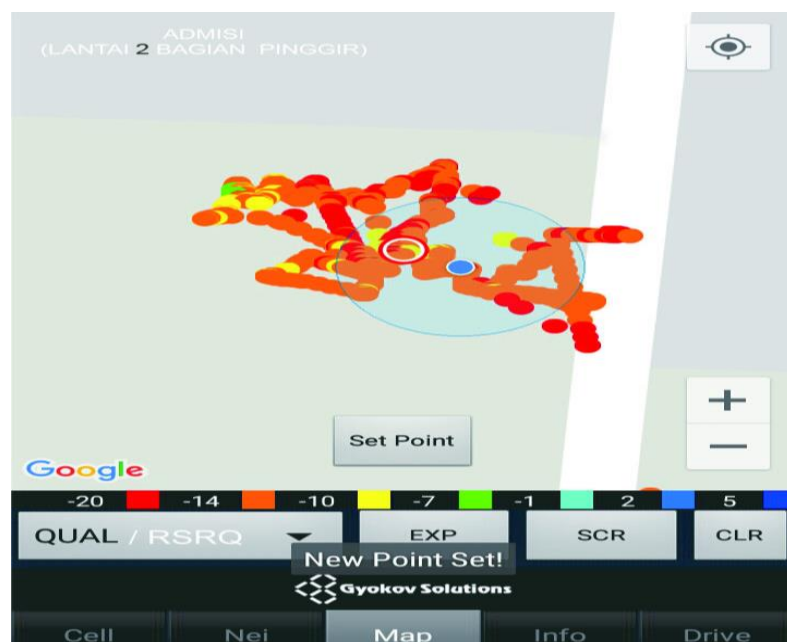 ADMISI
(LANTAI 2 BAGIAN PINGGIR)
Set Point
Google
-20 -14 -10 -7 -1 2 5
QUAL / RSRQ EXP SCR CLR
New Point Set!
Gyokov Solutions
Cell Nei Map Info Drive